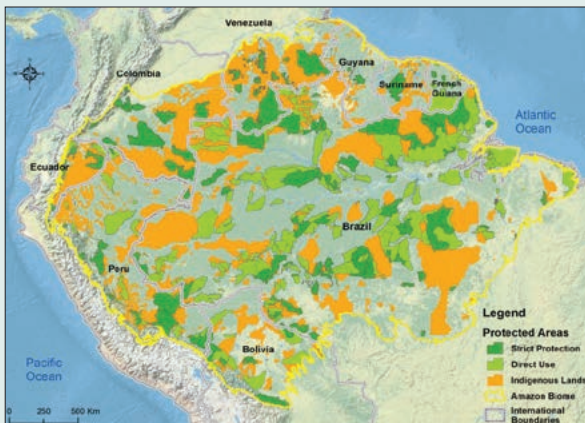 Venezuela
Guyana
Colombia
Suriname
French
Guiana
Atlantic
Ocean
Ecuador
Brazil
Peru
Legend
Protected Areas
Strict Protection
Direct Use
Indigenous Lands
Amazon Biome
International
Boundaries
Bolivia
Pacific
Ocean
0 250 500 Km